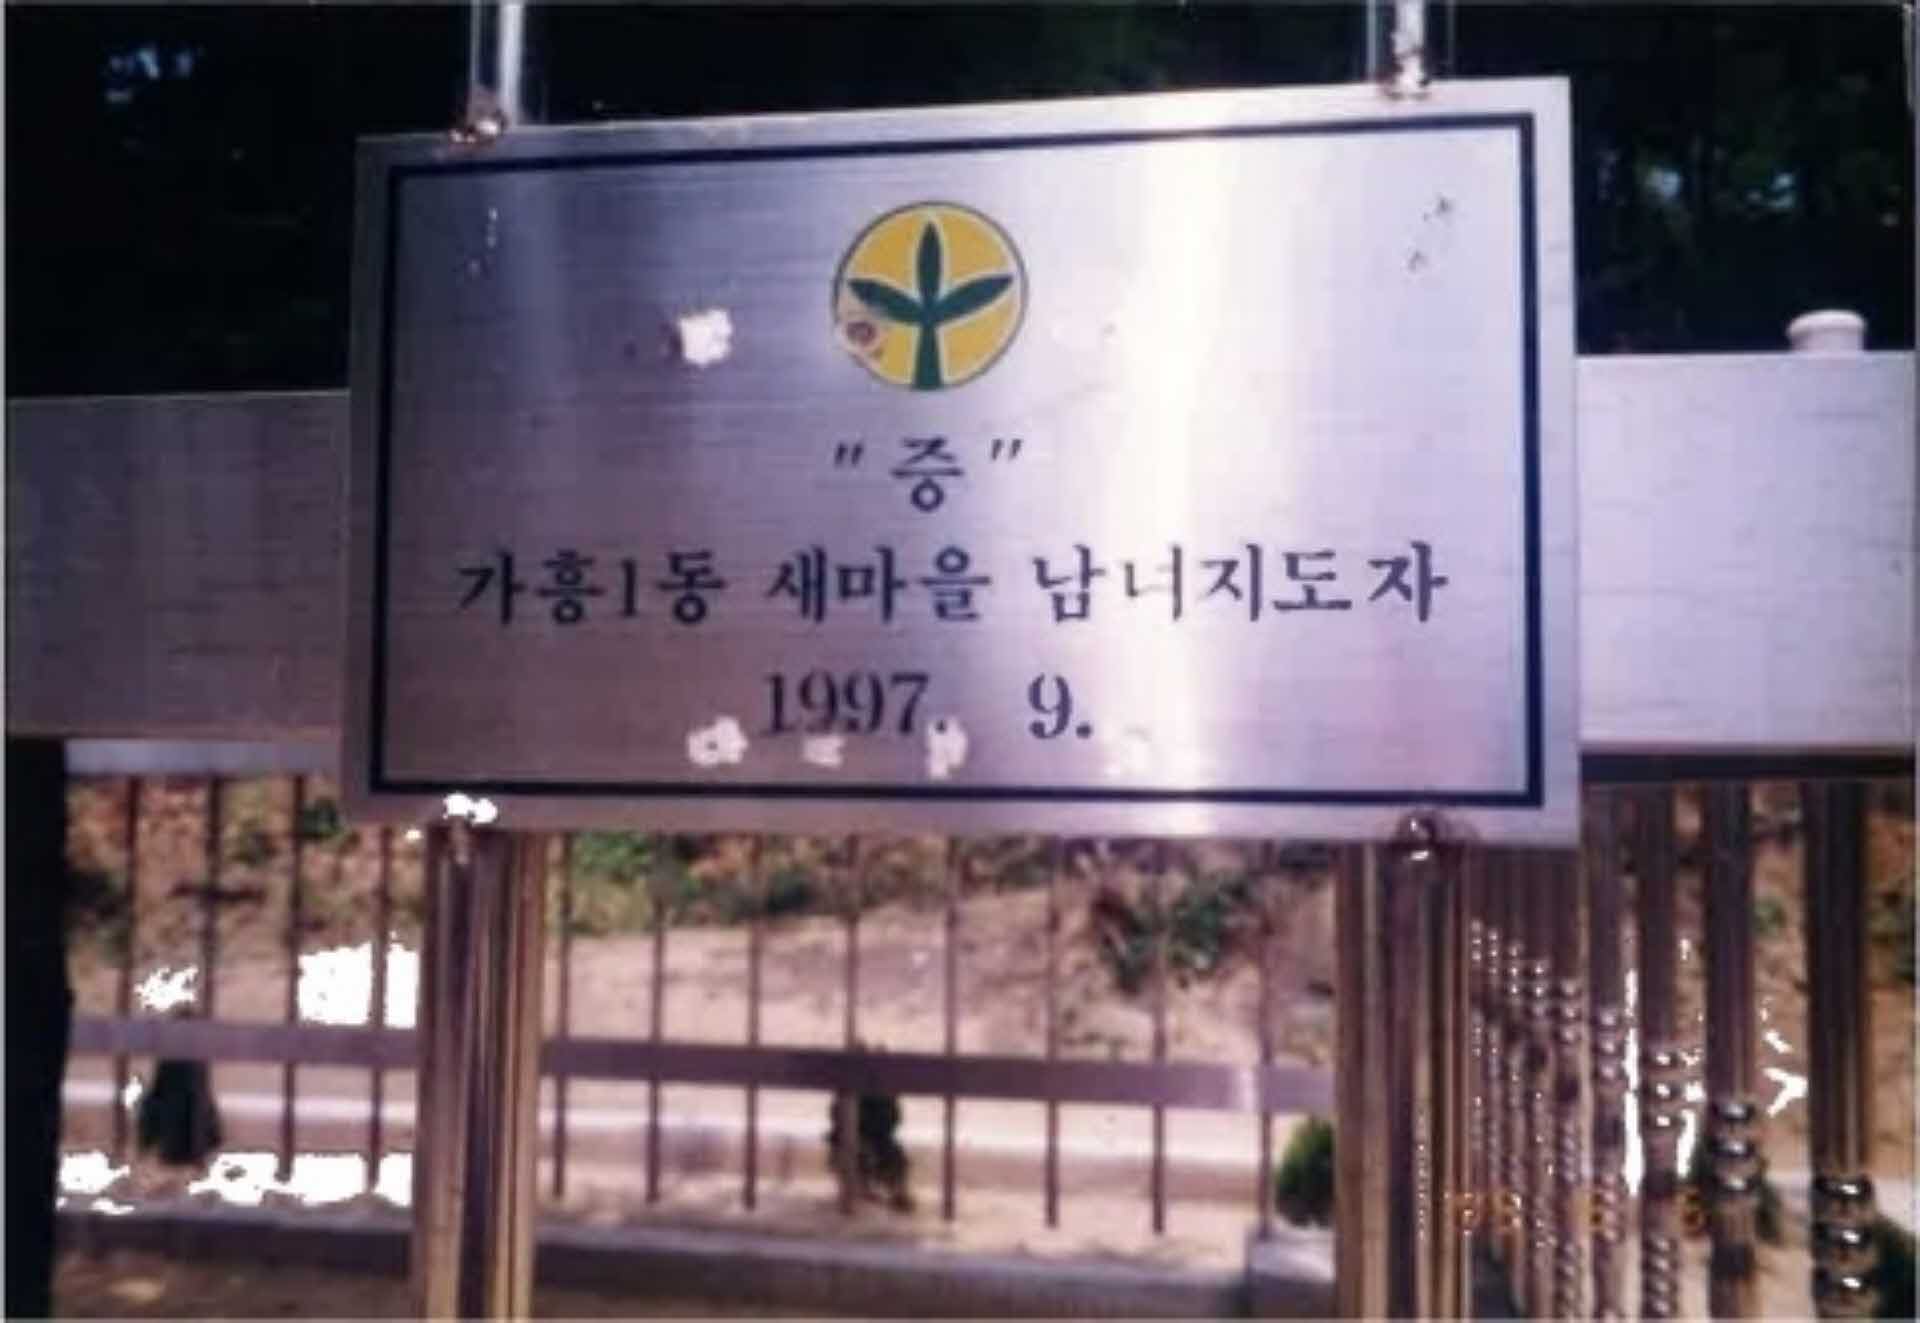 "증"
가흥1동 새마을 남녀지도자
1997. 9.